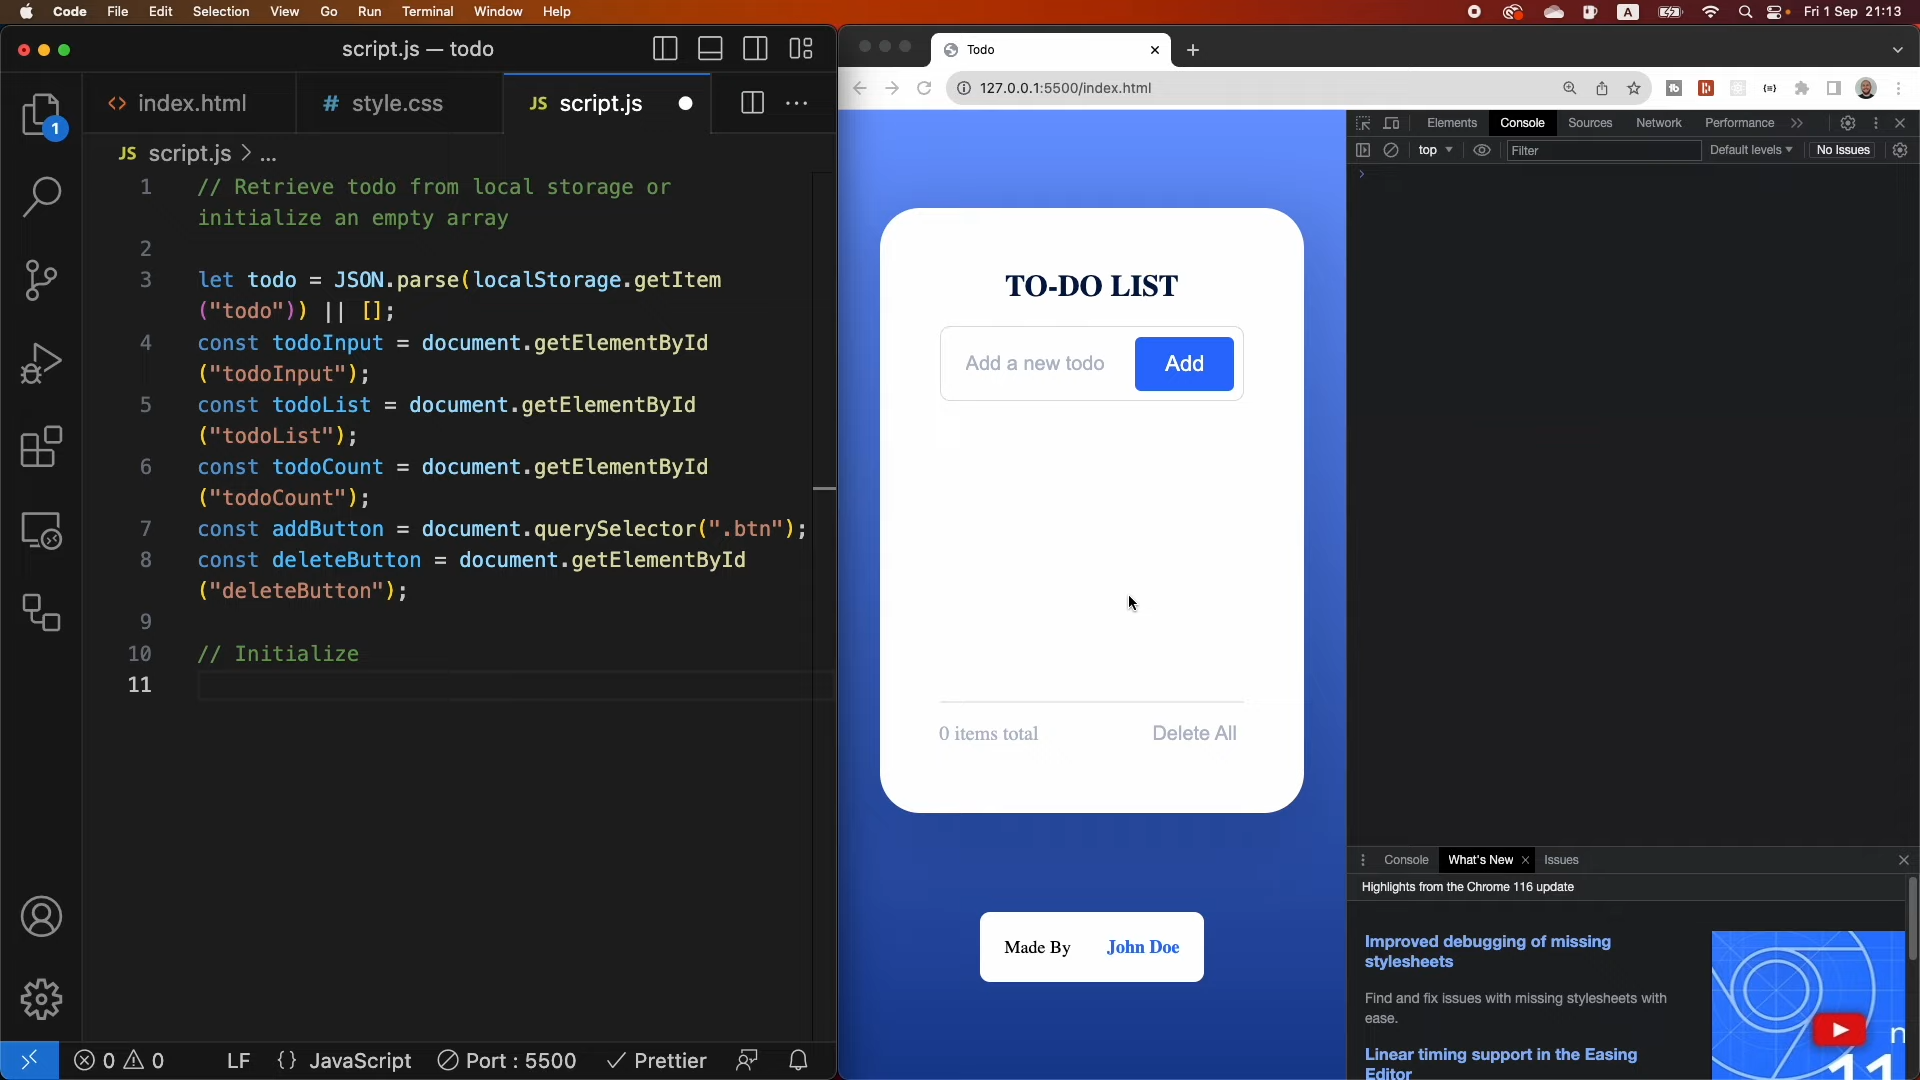 Code File Edit Selection View Go Run Terminal Window Help
A
Fri 1 Sep 21:13
script.js — todo
1
<> index.html
# style.css
JS script.js
JS script.js > ...
1 // Retrieve todo from local storage or
initialize an empty array
2
3 let todo = JSON.parse(localStorage.getItem
("todo")) || [];
4 const todoInput = document.getElementById
("todoInput");
5 const todoList = document.getElementById
("todoList");
6 const todoCount = document.getElementById
("todoCount");
7 const addButton = document.querySelector(".btn");
8 const deleteButton = document.getElementById
("deleteButton");
9
10 // Initialize
11
0 0 LF {} JavaScript Port : 5500 Prettier
Todo
127.0.0.1:5500/index.html
TO-DO LIST
Add a new todo
Add
0 items total
Delete All
Made By John Doe
Elements Console Sources Network Performance
top Filter Default levels No Issues
Console What's New Issues
Highlights from the Chrome 116 update
Improved debugging of missing
stylesheets
Find and fix issues with missing stylesheets with
ease.
Linear timing support in the Easing
Editor
n
11